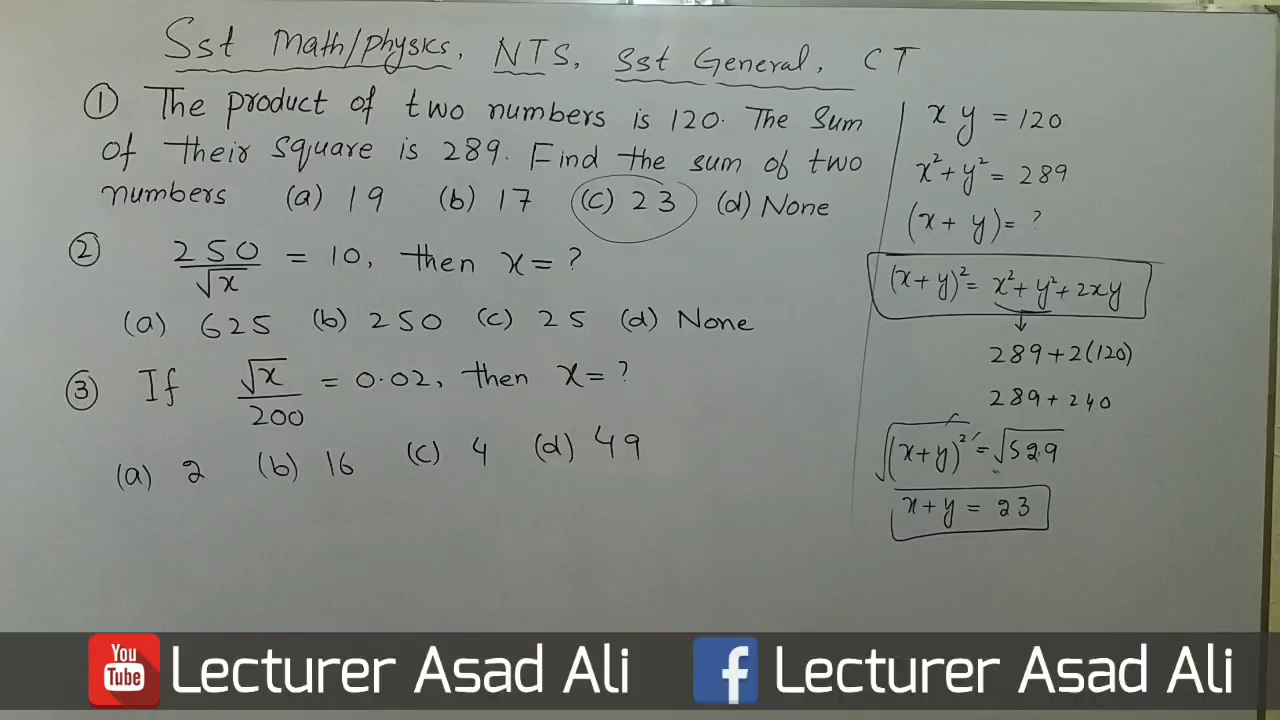 Sst Math/Physics, NTS, Sst General, CT
① The product of two numbers is 120. The Sum
of their square is 289. Find the sum of two
numbers (a) 19 (b) 17 (c) 23 (d) None
② 250/√x = 10, then x = ?
(a) 625 (b) 250 (c) 25 (d) None
③ If √x/200 = 0.02, then x = ?
(a) 2 (b) 16 (c) 4 (d) 49
x y = 120
x² + y² = 289
(x + y) = ?
(x + y)² = x² + y² + 2xy
289 + 2(120)
289 + 240
√(x+y)² = √529
x + y = 23
You Tube Lecturer Asad Ali f Lecturer Asad Ali